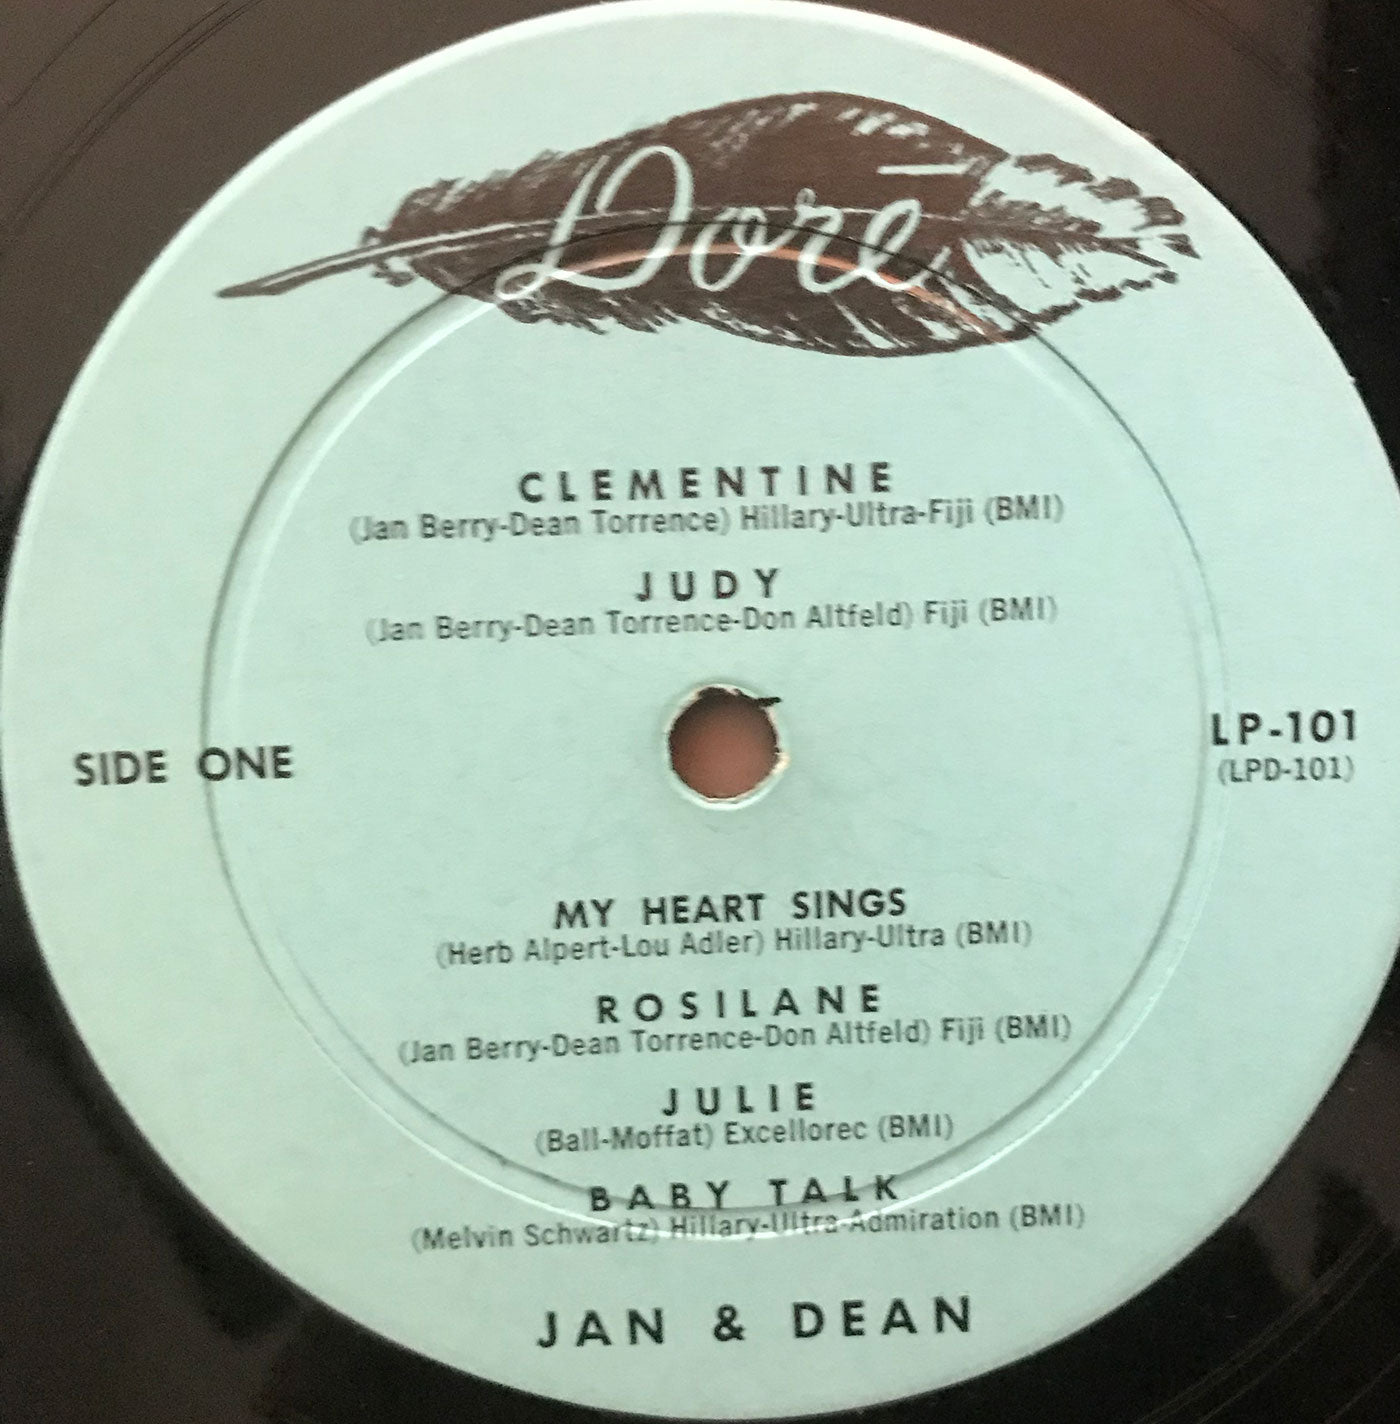 Doré
CLEMENTINE
(Jan Berry-Dean Torrence) Hillary-Ultra-Fiji (BMI)
JUDY
(Jan Berry-Dean Torrence-Don Altfeld) Fiji (BMI)
SIDE ONE
LP-101
(LPD-101)
MY HEART SINGS
(Herb Alpert-Lou Adler) Hillary-Ultra (BMI)
ROSILANE
(Jan Berry-Dean Torrence-Don Altfeld) Fiji (BMI)
JULIE
(Ball-Moffat) Excellorec (BMI)
BABY TALK
(Melvin Schwartz) Hillary-Ultra-Admiration (BMI)
JAN & DEAN